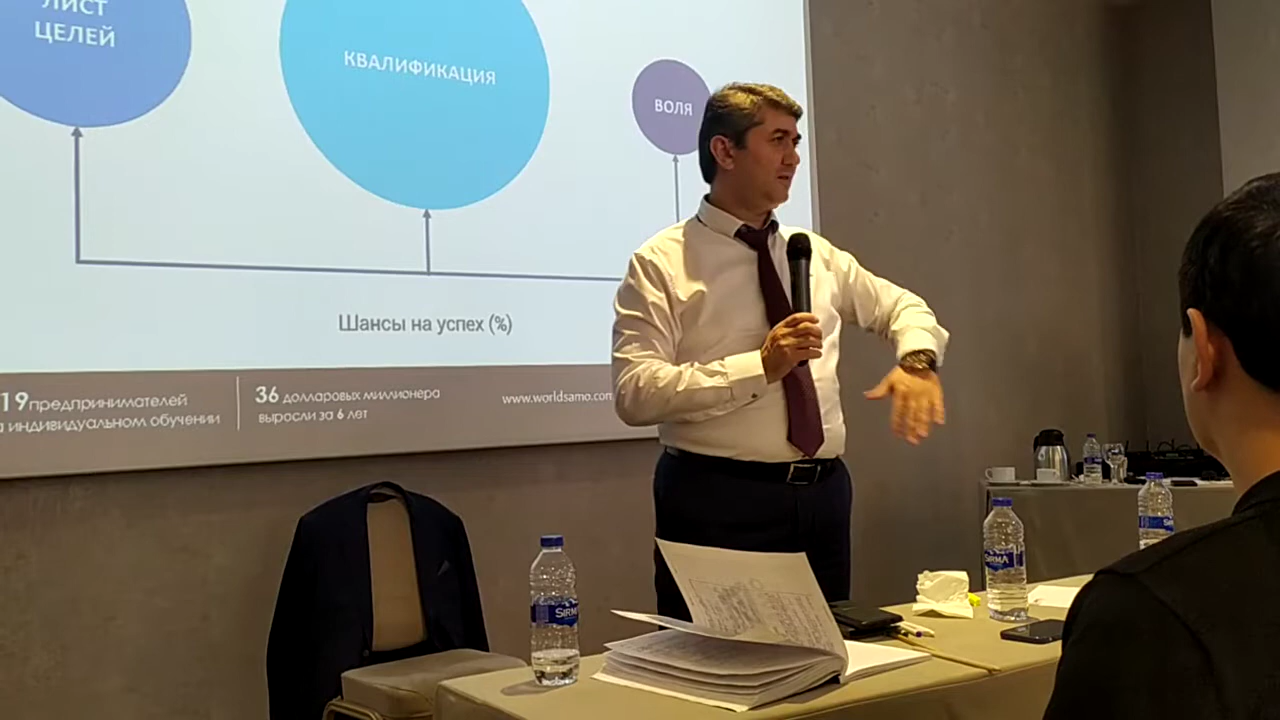 ЛИСТ
ЦЕЛЕЙ
КВАЛИФИКАЦИЯ
ВОЛЯ
Шансы на успех (%)
19 предпринимателей
а индивидуальном обучении
36 долларовых миллионера
выросли за 6 лет
www.worldsamo.com
SIRMA
SIRMA